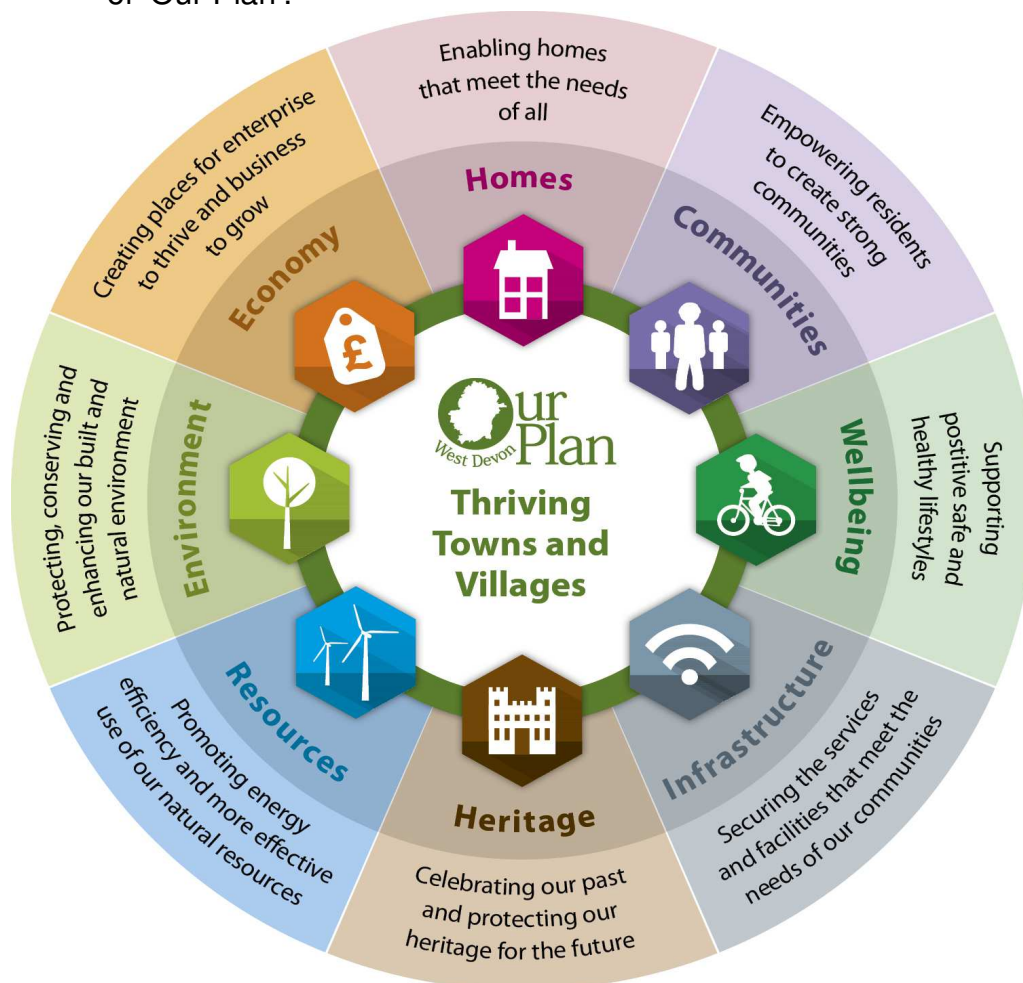 Our Plan
West Devon
Thriving
Towns and
Villages
Enabling homes
that meet the needs
of all
Homes
Empowering residents
to create strong
communities
Communities
Supporting
postitive safe and
healthy lifestyles
Wellbeing
Securing the services
and facilities that meet the
needs of our communities
Infrastructure
Heritage
Celebrating our past
and protecting our
heritage for the future
Resources
Promoting energy
efficiency and more effective
use of our natural resources
Protecting, conserving and
enhancing our built and
natural environment
Environment
Creating places for enterprise
to thrive and business
to grow
Economy
£